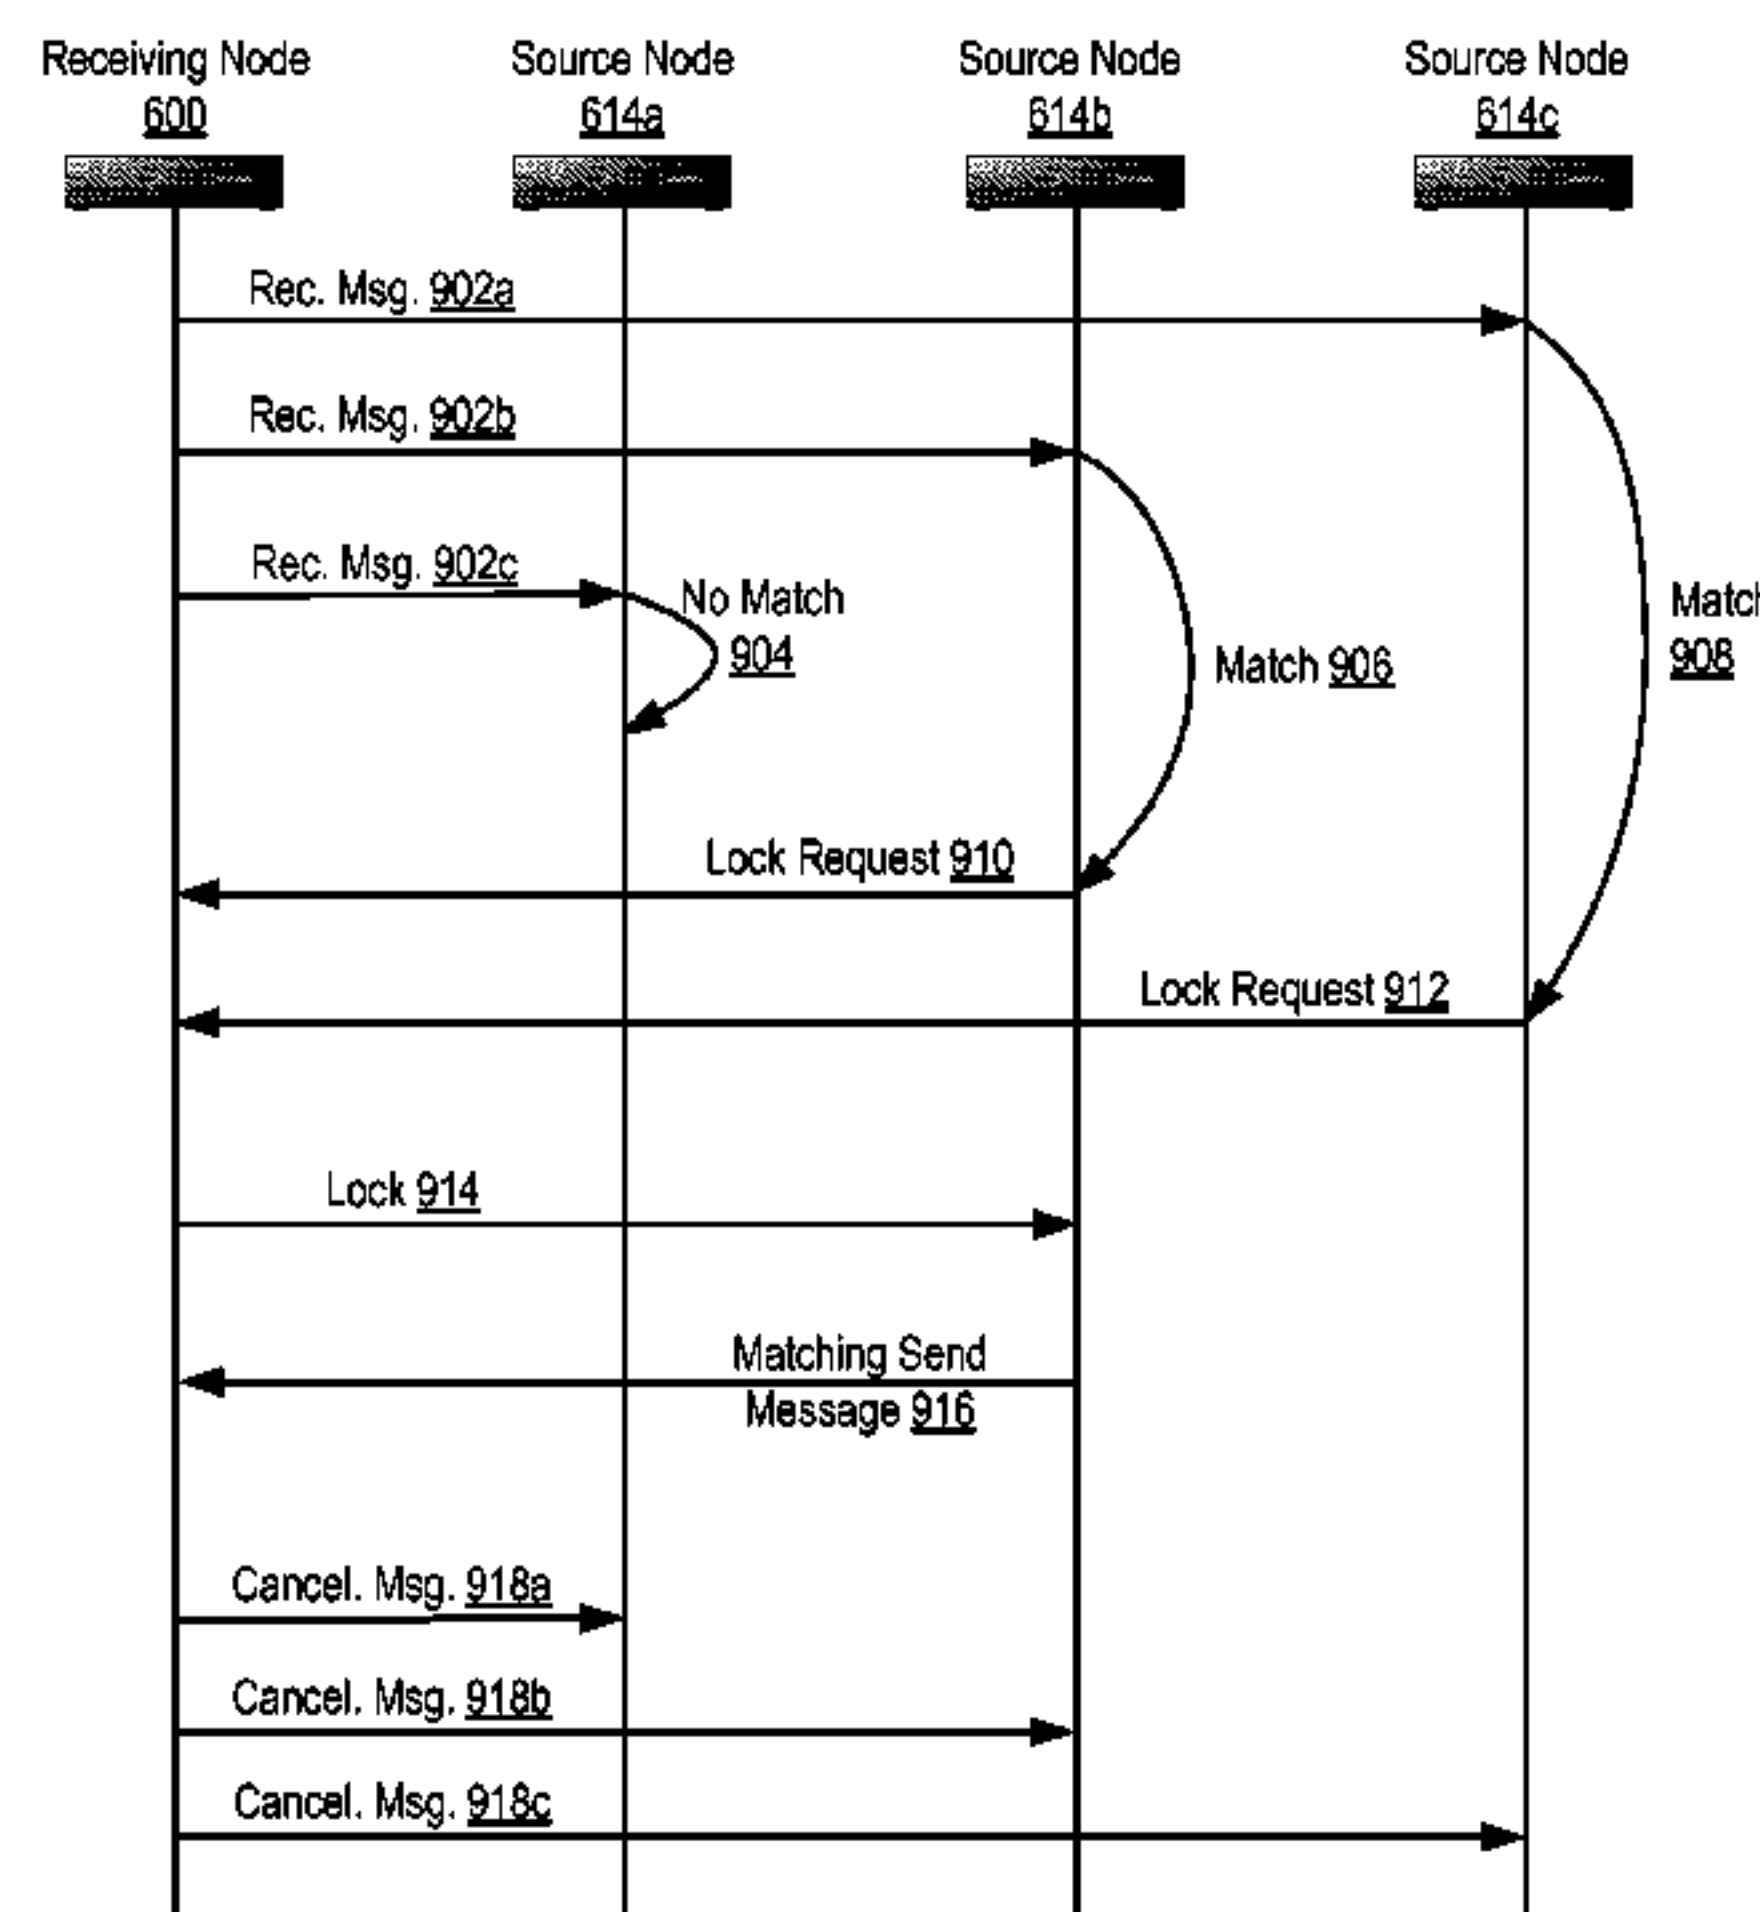 Receiving Node
600
Source Node
614a
Source Node
614b
Source Node
614c
Rec. Msg. 902a
Rec. Msg. 902b
Rec. Msg. 902c
No Match
904
Match 906
Match
908
Lock Request 910
Lock Request 912
Lock 914
Matching Send
Message 916
Cancel. Msg. 918a
Cancel. Msg. 918b
Cancel. Msg. 918c